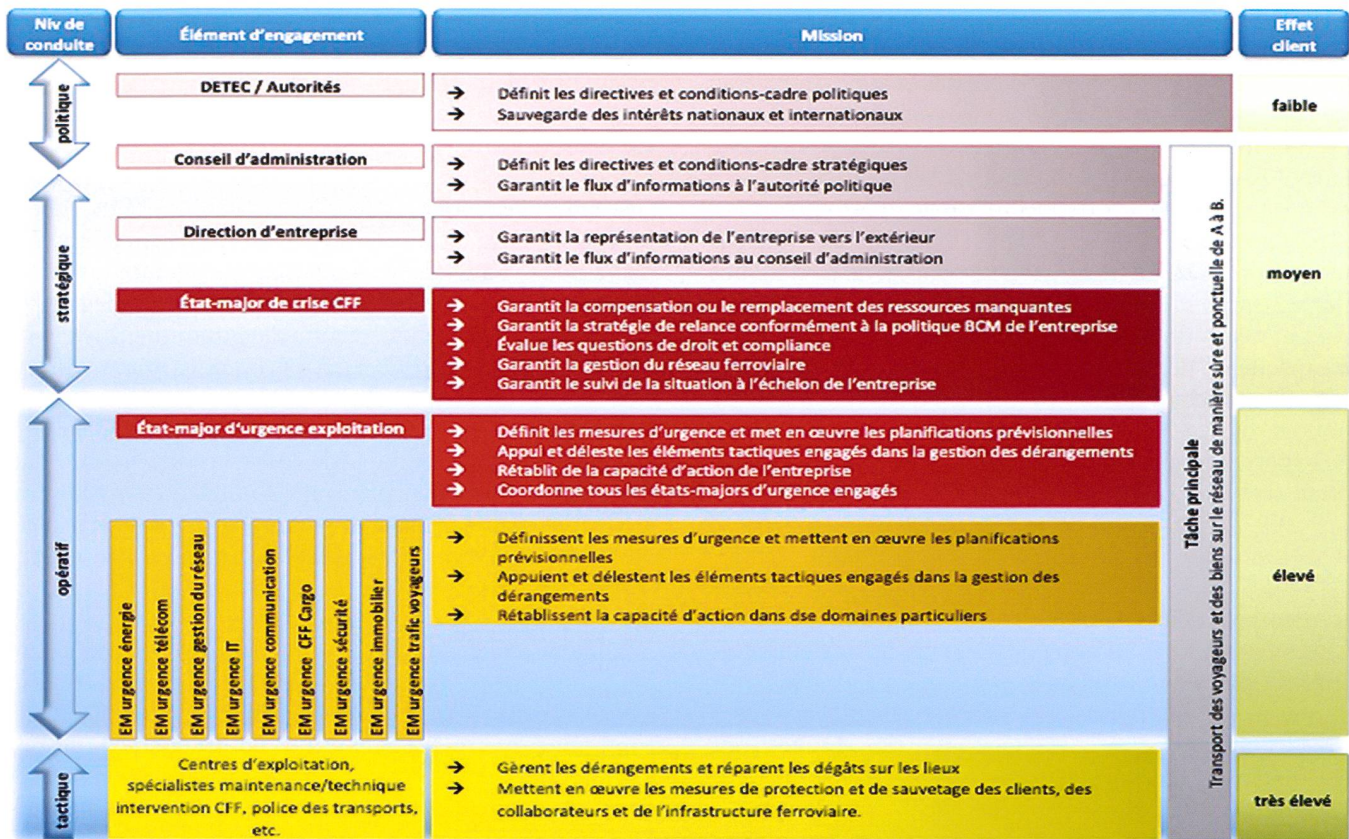 Niv de
conduite
Élément d'engagement
Mission
Effet
client
politique
DETEC / Autorités
→ Définit les directives et conditions-cadre politiques
→ Sauvegarde des intérêts nationaux et internationaux
faible
stratégique
Conseil d'administration
→ Définit les directives et conditions-cadre stratégiques
→ Garantit le flux d'informations à l'autorité politique
Direction d'entreprise
→ Garantit la représentation de l'entreprise vers l'extérieur
→ Garantit le flux d'informations au conseil d'administration
moyen
État-major de crise CFF
→ Garantit la compensation ou le remplacement des ressources manquantes
→ Garantit la stratégie de relance conformément à la politique BCM de l'entreprise
→ Évalue les questions de droit et compliance
→ Garantit la gestion du réseau ferroviaire
→ Garantit le suivi de la situation à l'échelon de l'entreprise
opératif
État-major d'urgence exploitation
→ Définit les mesures d'urgence et met en œuvre les planifications prévisionnelles
→ Appui et déleste les éléments tactiques engagés dans la gestion des dérangements
→ Rétablit de la capacité d'action de l'entreprise
→ Coordonne tous les états-majors d'urgence engagés
EM urgence énergie
EM urgence télécom
EM urgence gestion du réseau
EM urgence IT
EM urgence communication
EM urgence CFF Cargo
EM urgence sécurité
EM urgence immobilier
EM urgence trafic voyageurs
→ Définissent les mesures d'urgence et mettent en œuvre les planifications
prévisionnelles
→ Appuient et délestent les éléments tactiques engagés dans la gestion des
dérangements
→ Rétablissent la capacité d'action dans dse domaines particuliers
élevé
Tâche principale
Transport des voyageurs et des biens sur le réseau de manière sûre et ponctuelle de A à B.
tactique
Centres d'exploitation,
spécialistes maintenance/technique
intervention CFF, police des transports,
etc.
→ Gèrent les dérangements et réparent les dégâts sur les lieux
→ Mettent en œuvre les mesures de protection et de sauvetage des clients, des
collaborateurs et de l'infrastructure ferroviaire.
très élevé